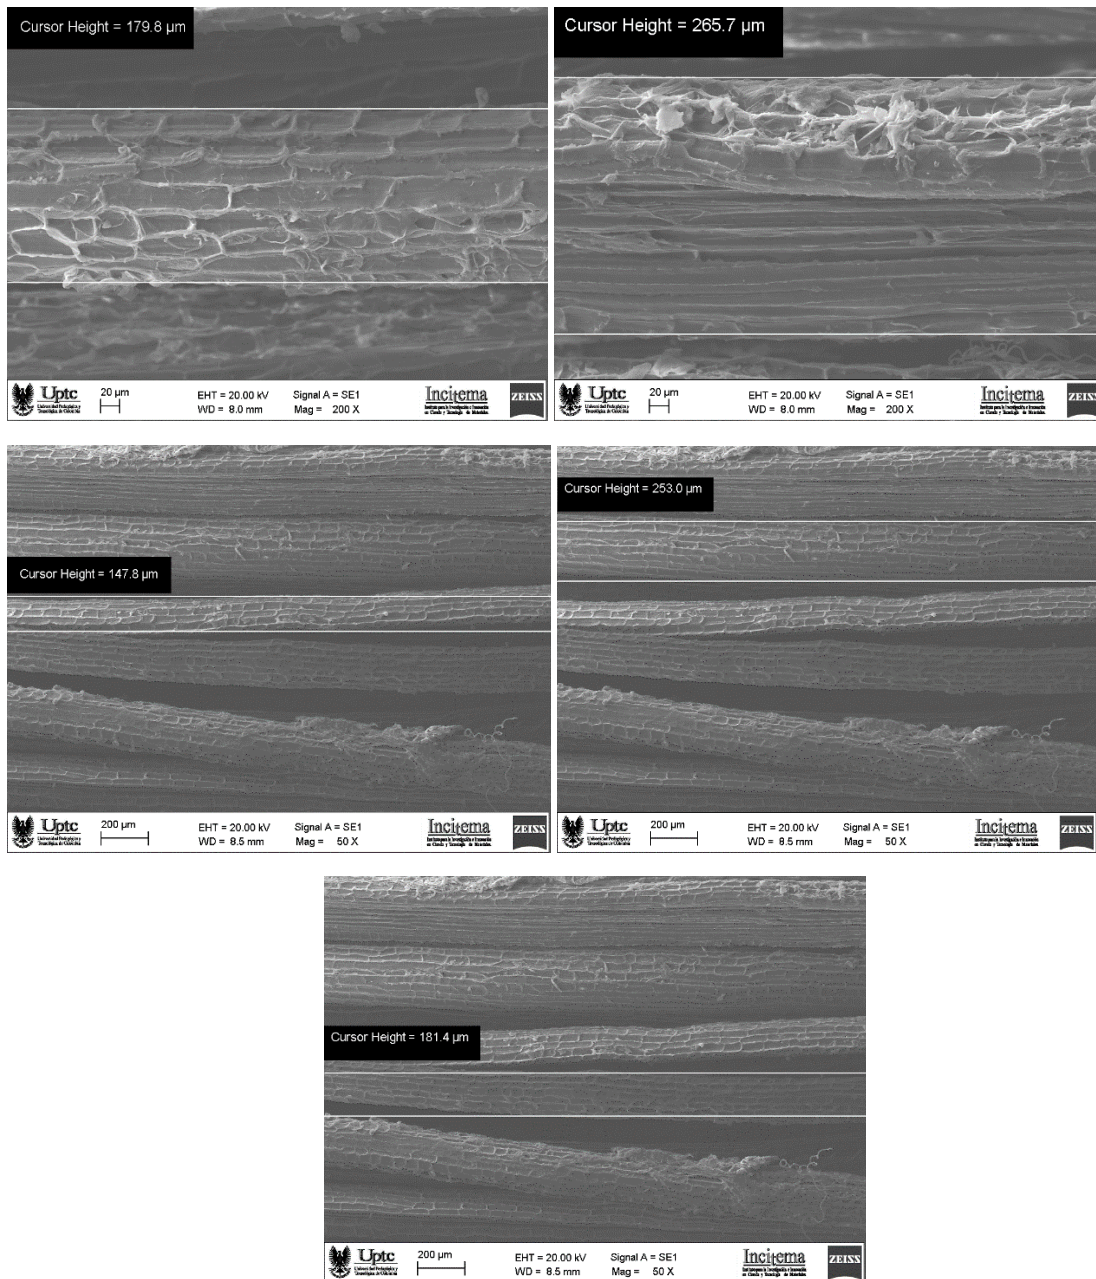 Cursor Height = 179.8 µm
Uptc
20 µm
EHT = 20.00 kV
Signal A = SE1
WD = 8.0 mm
Mag = 200 X
Incitema
ZEISS
Cursor Height = 265.7 µm
Uptc
20 µm
EHT = 20.00 kV
Signal A = SE1
WD = 8.0 mm
Mag = 200 X
Incitema
ZEISS
Cursor Height = 147.8 µm
Uptc
200 µm
EHT = 20.00 kV
Signal A = SE1
WD = 8.5 mm
Mag = 50 X
Incitema
ZEISS
Cursor Height = 253.0 µm
Uptc
200 µm
EHT = 20.00 kV
Signal A = SE1
WD = 8.5 mm
Mag = 50 X
Incitema
ZEISS
Cursor Height = 181.4 µm
Uptc
200 µm
EHT = 20.00 kV
Signal A = SE1
WD = 8.5 mm
Mag = 50 X
Incitema
ZEISS